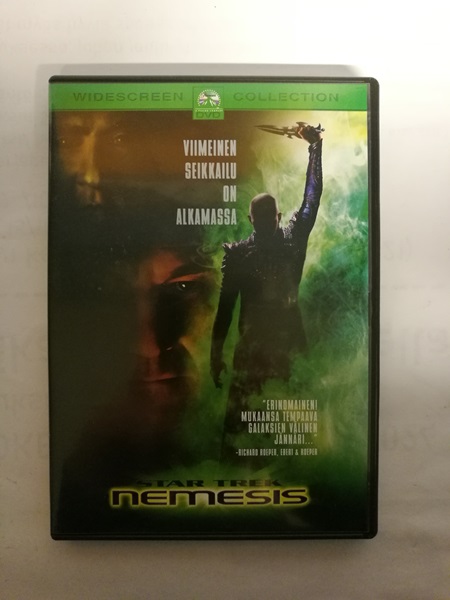 WIDESCREEN COLLECTION
DVD
VIIMEINEN
SEIKKAILU
ON
ALKAMASSA
"ERINOMAINEN!
MUKAANSA TEMPAAVA
GALAKSIEN VÄLINEN
JÄNNÄRI..."
-RICHARD ROEPER, EBERT & ROEPER
STAR TREK
NEMESIS